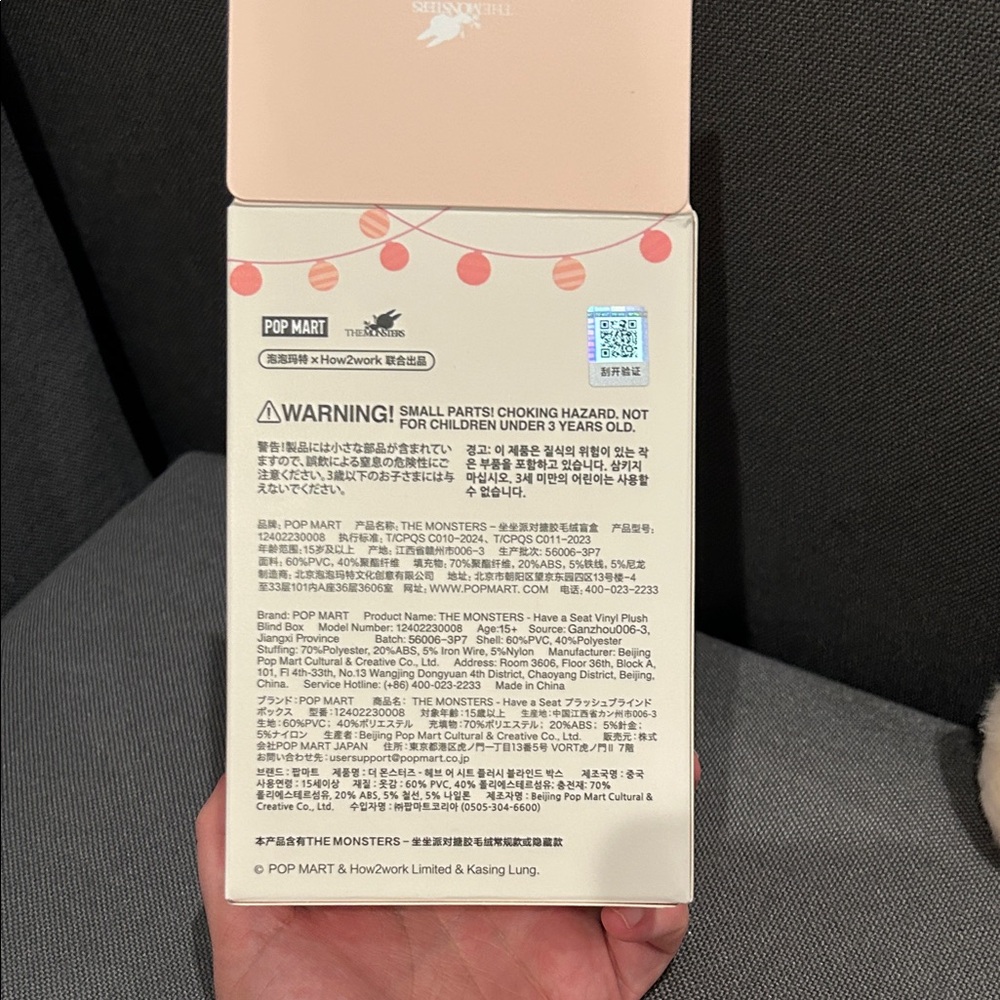 THE MONSTERS
POP MART THE MONSTERS
泡泡玛特 × How2work 联合出品
刮开验证
WARNING! SMALL PARTS! CHOKING HAZARD. NOT
FOR CHILDREN UNDER 3 YEARS OLD.
警告!製品には小さな部品が含まれてい
ますので、誤飲による窒息の危険性にご
注意ください。3歳以下のお子さまには与
えないでください。
경고: 이 제품은 질식의 위험이 있는 작
은 부품을 포함하고 있습니다. 삼키지
마십시오. 3세 미만의 어린이는 사용할
수 없습니다.
品牌: POP MART 产品名称: THE MONSTERS – 坐坐派对搪胶毛绒盲盒 产品型号:
12402230008 执行标准: T/CPQS C010–2024、T/CPQS C011–2023
年龄范围: 15岁及以上 产地: 江西省赣州市006–3 生产批次: 56006-3P7
面料: 60%PVC, 40%聚酯纤维 填充物: 70%聚酯纤维, 20%ABS, 5%铁线, 5%尼龙
制造商: 北京泡泡玛特文化创意有限公司 地址: 北京市朝阳区望京东园四区13号楼–4
至33层101内A座36层3606室 网址: WWW.POPMART. COM 电话: 400-023-2233
Brand: POP MART Product Name: THE MONSTERS - Have a Seat Vinyl Plush
Blind Box Model Number: 12402230008 Age:15+ Source: Ganzhou006-3,
Jiangxi Province Batch: 56006-3P7 Shell: 60%PVC, 40%Polyester
Stuffing: 70%Polyester, 20%ABS, 5% Iron Wire, 5%Nylon Manufacturer: Beijing
Pop Mart Cultural & Creative Co., Ltd. Address: Room 3606, Floor 36th, Block A,
101, Fl 4th-33th, No.13 Wangjing Dongyuan 4th District, Chaoyang District, Beijing,
China. Service Hotline: (+86) 400-023-2233 Made in China
ブランド: POP MART 商品名: THE MONSTERS - Have a Seat プラッシュブラインド
ボックス 型番: 12402230008 対象年齢: 15歳以上 生産地: 中国江西省カン州市006-3
生地: 60%PVC; 40%ポリエステル 充填物: 70%ポリエステル; 20%ABS; 5%針金;
5%ナイロン 生産者: Beijing Pop Mart Cultural & Creative Co., Ltd. 販売元: 株式
会社POP MART JAPAN 住所: 東京都港区虎ノ門一丁目13番5号 VORT虎ノ門II 7階
お問い合わせ先: usersupport@popmart.co.jp
브랜드 : 팝마트 제품명 : 더 몬스터즈 - 헤브 어 시트 플러시 블라인드 박스 제조국명 : 중국
사용연령 : 15세이상 재질 : 옷감 : 60% PVC, 40% 폴리에스테르섬유; 충전재: 70%
폴리에스테르섬유, 20% ABS, 5% 철선, 5% 나일론 제조자명 : Beijing Pop Mart Cultural &
Creative Co., Ltd. 수입자명 : ㈜팝마트코리아 (0505-304-6600)
本产品含有THE MONSTERS – 坐坐派对搪胶毛绒常规款或隐藏款
© POP MART & How2work Limited & Kasing Lung.